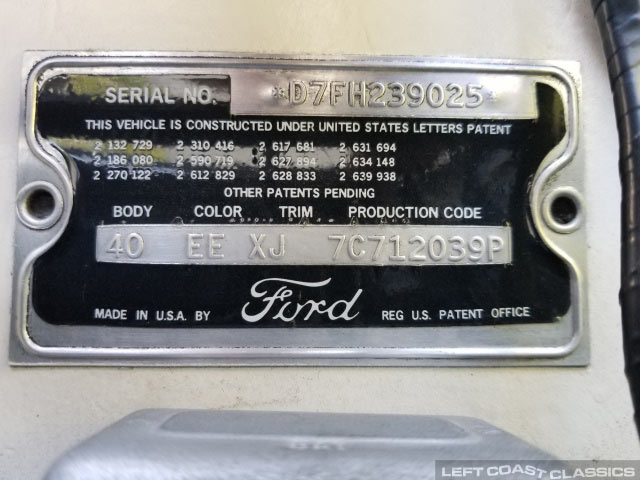 SERIAL NO. *D7FH239025*
THIS VEHICLE IS CONSTRUCTED UNDER UNITED STATES LETTERS PATENT
2 132 729 2 310 416 2 617 681 2 631 694
2 186 080 2 590 719 2 627 894 2 634 148
2 270 122 2 612 829 2 628 833 2 639 938
OTHER PATENTS PENDING
BODY COLOR TRIM PRODUCTION CODE
40 EE XJ 7C712039P
MADE IN U.S.A. BY Ford REG U.S. PATENT OFFICE
LEFT COAST CLASSICS